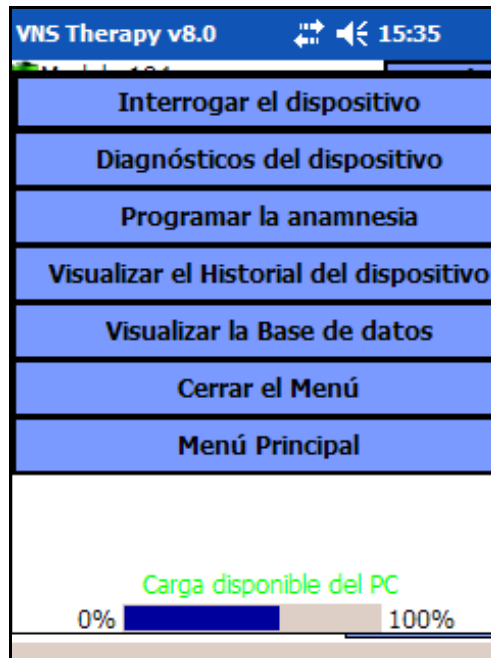 VNS Therapy v8.0 15:35
Interrogar el dispositivo
Diagnósticos del dispositivo
Programar la anamnesia
Visualizar el Historial del dispositivo
Visualizar la Base de datos
Cerrar el Menú
Menú Principal
Carga disponible del PC
0% 100%